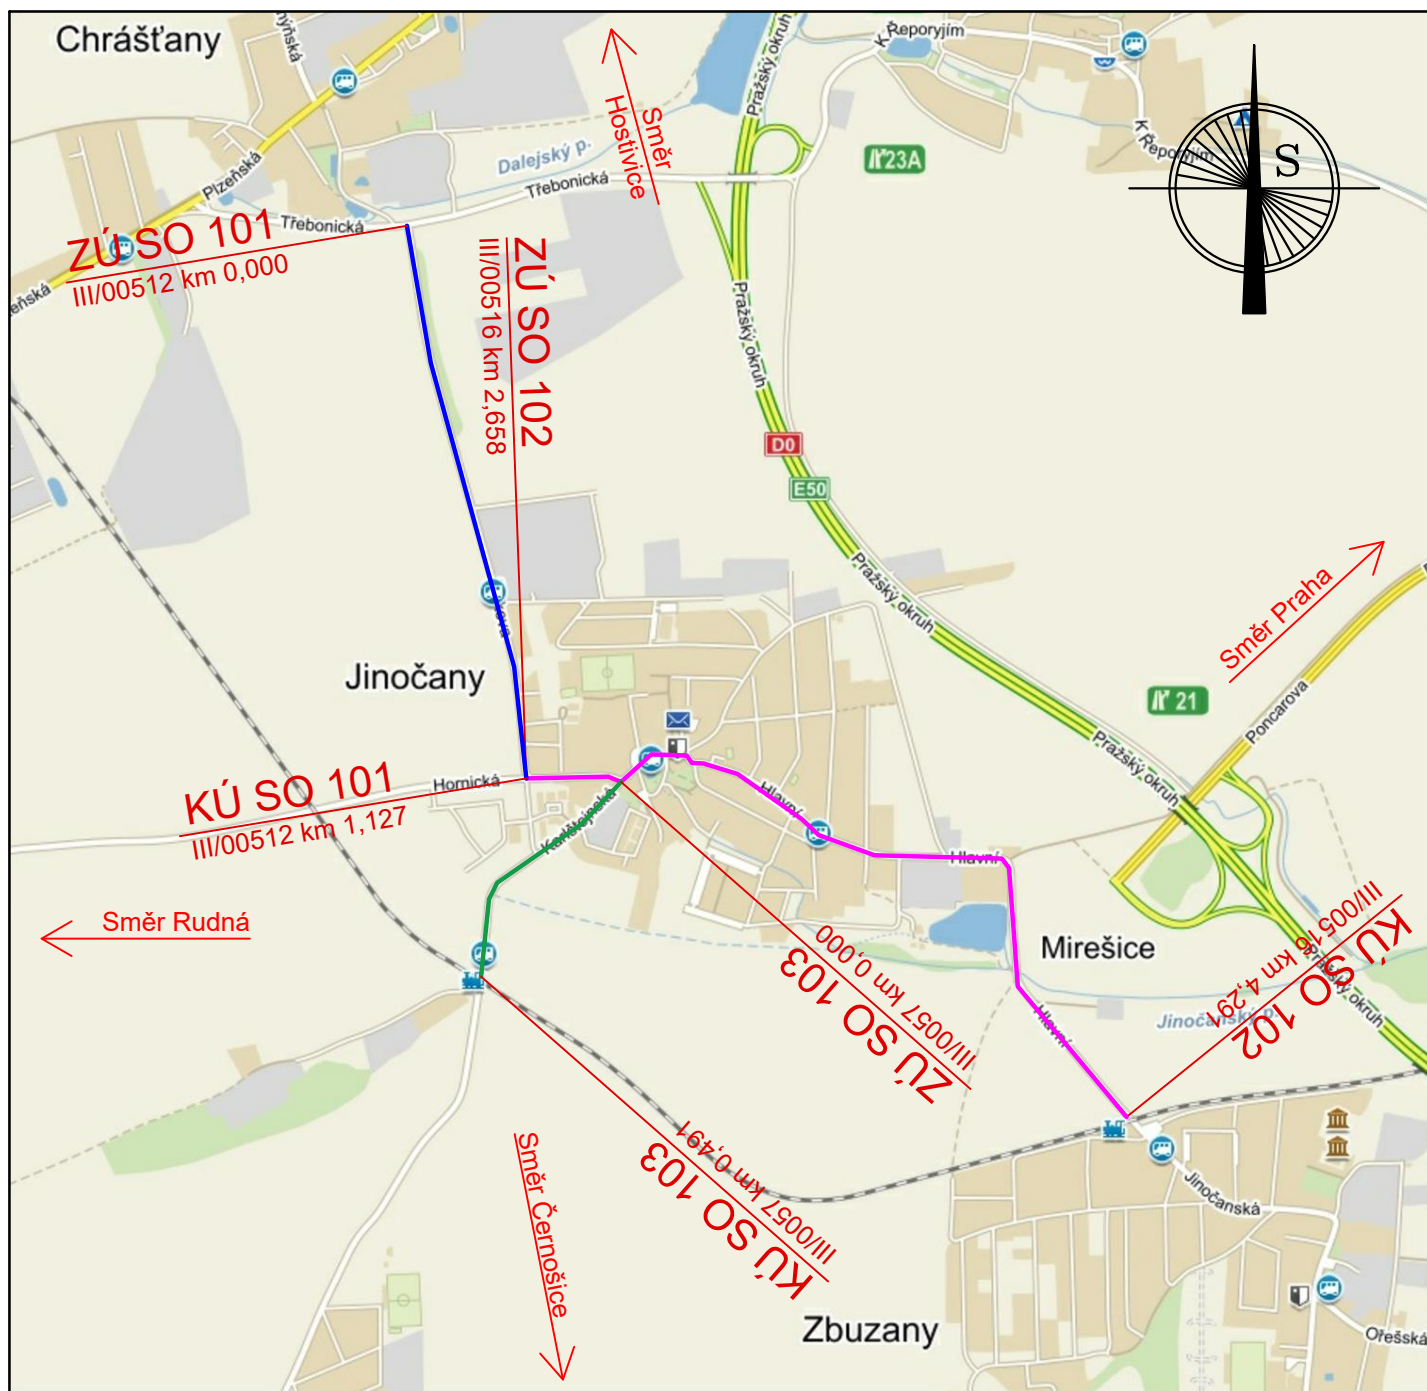 Chrášťany
Řeporyjím
K
Pražský okruh
Směr
Hostivice
K Řeporyjím
S
23A
Dalejský p.
Třebonická
Plzeňská
Třebonická
ZÚ SO 101
III/00512 km 0,000
ZÚ SO 102
III/00516 km 2,658
Pražský okruh
D0
E50
Pražský okruh
Směr Praha
Jinočany
21
Poncarova
Pražský okruh
KÚ SO 101
III/00512 km 1,127
Hornická
Hlavní
Karlštejnská
Hlavní
Směr Rudná
Mirešice
KÚ SO 102
III/00516 km 4,291
Pražský okruh
Jinočanský p.
ZÚ SO 103
III/0057 km 0,000
Hlavní
KÚ SO 103
III/0057 km 0,491
Směr Černošice
Jinočanská
Zbuzany
Ořešská